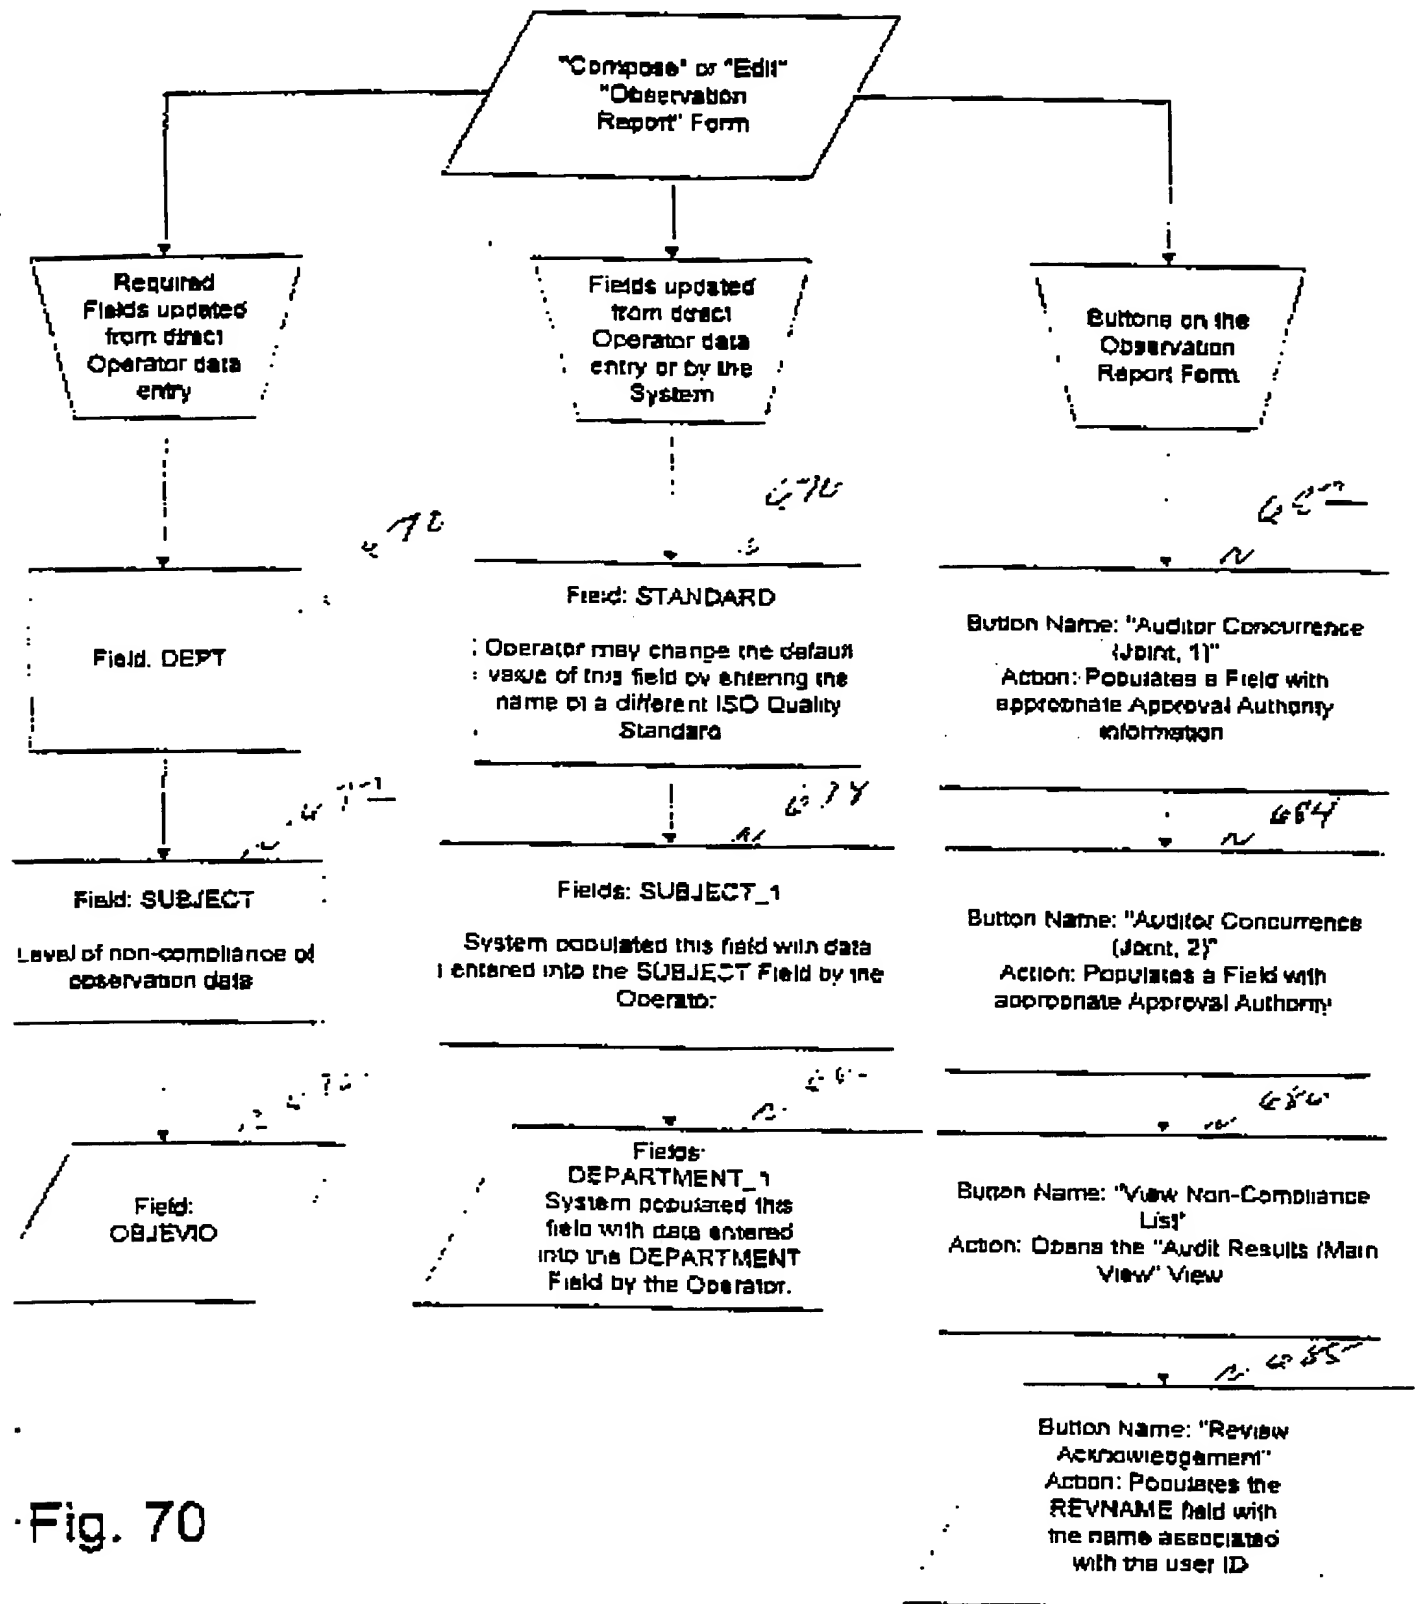 "Compose" or "Edit"
"Observation
Report" Form
Required
Fields updated
from direct
Operator data
entry
Fields updated
from direct
Operator data
entry or by the
System
Buttons on the
Observation
Report Form
Field. DEPT
Field: SUBJECT
Level of non-compliance of
observation data
Field:
OBJEVIO
Field: STANDARD
Operator may change the default
value of this field by entering the
name of a different ISO Quality
Standard
674
Fields: SUBJECT_1
System populated this field with data
entered into the SUBJECT Field by the
Operator.
Fields:
DEPARTMENT_1
System populated this
field with data entered
into the DEPARTMENT
Field by the Operator.
Button Name: "Auditor Concurrence
(Joint, 1)"
Action: Populates a Field with
appropriate Approval Authority
information
684
Button Name: "Auditor Concurrence
(Joint, 2)"
Action: Populates a Field with
appropriate Approval Authority
686
Button Name: "View Non-Compliance
List"
Action: Opens the "Audit Results (Main
View" View
685
Button Name: "Review
Acknowledgement"
Action: Populates the
REVNAME field with
the name associated
with the user ID
Fig. 70